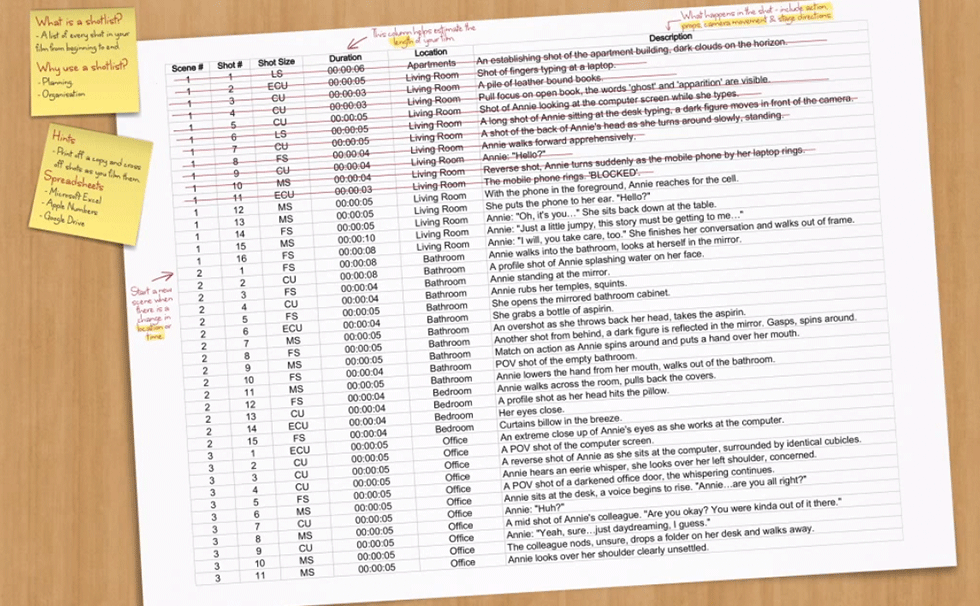 What is a shotlist?
- A list of every shot in your
film from beginning to end.
Why use a shotlist?
- Planning
- Organisation
Hints
- Print off a copy and cross
off shots as you film them.
Spreadsheets
- Microsoft Excel
- Apple Numbers
- Google Drive
Start a new
scene when
there is a
change in
location or
time.
This column helps estimate the
length of your film.
What happens in the shot - include action,
props, camera movement & stage directions
Scene # Shot # Shot Size Duration Location Description
1 1 LS 00:00:06 Apartments An establishing shot of the apartment building, dark clouds on the horizon.
1 2 ECU 00:00:05 Living Room Shot of fingers typing at a laptop.
1 3 CU 00:00:03 Living Room A pile of leather bound books.
1 4 CU 00:00:03 Living Room Pull focus on open book, the words 'ghost' and 'apparition' are visible.
1 5 CU 00:00:05 Living Room Shot of Annie looking at the computer screen while she types.
1 6 LS 00:00:05 Living Room A long shot of Annie sitting at the desk typing, a dark figure moves in front of the camera.
1 7 CU Living Room A shot of the back of Annie's head as she turns around slowly, standing.
1 8 FS 00:00:04 Living Room Annie walks forward apprehensively.
1 9 CU 00:00:04 Living Room Annie: "Hello?"
1 10 MS Living Room Reverse shot, Annie turns suddenly as the mobile phone by her laptop rings.
1 11 ECU 00:00:03 Living Room The mobile phone rings. 'BLOCKED'.
1 12 MS 00:00:05 Living Room With the phone in the foreground, Annie reaches for the cell.
1 13 MS Living Room She puts the phone to her ear. "Hello?"
1 14 FS 00:00:05 Living Room Annie: "Oh, it's you…" She sits back down at the table.
1 15 MS 00:00:10 Living Room Annie: "Just a little jumpy, this story must be getting to me…"
1 16 FS 00:00:08 Living Room Annie: "I will, you take care, too." She finishes her conversation and walks out of frame.
2 1 FS 00:00:08 Bathroom Annie walks into the bathroom, looks at herself in the mirror.
2 2 CU Bathroom A profile shot of Annie splashing water on her face.
2 3 FS 00:00:04 Bathroom Annie standing at the mirror.
2 4 CU 00:00:04 Bathroom Annie rubs her temples, squints.
2 5 FS 00:00:05 Bathroom She opens the mirrored bathroom cabinet.
2 6 ECU 00:00:04 Bathroom She grabs a bottle of aspirin.
2 7 MS 00:00:05 Bathroom An overshot as she throws back her head, takes the aspirin.
2 8 FS 00:00:05 Bathroom Another shot from behind, a dark figure is reflected in the mirror. Gasps, spins around.
2 9 MS 00:00:04 Bathroom Match on action as Annie spins around and puts a hand over her mouth.
2 10 FS 00:00:05 Bathroom POV shot of the empty bathroom.
2 11 MS 00:00:04 Bathroom Annie lowers the hand from her mouth, walks out of the bathroom.
2 12 FS 00:00:04 Bedroom Annie walks across the room, pulls back the covers.
2 13 CU 00:00:04 Bedroom A profile shot as her head hits the pillow.
2 14 ECU 00:00:04 Bedroom Her eyes close.
2 15 FS Bedroom Curtains billow in the breeze.
3 1 ECU 00:00:05 Office An extreme close up of Annie's eyes as she works at the computer.
3 2 CU 00:00:05 Office A POV shot of the computer screen.
3 3 CU 00:00:05 Office A reverse shot of Annie as she sits at the computer, surrounded by identical cubicles.
3 4 CU 00:00:05 Office Annie hears an eerie whisper, she looks over her left shoulder, concerned.
3 5 FS 00:00:05 Office A POV shot of a darkened office door, the whispering continues.
3 6 MS 00:00:05 Office Annie sits at the desk, a voice begins to rise. "Annie…are you all right?"
3 7 CU 00:00:05 Office Annie: "Huh?"
3 8 MS 00:00:05 Office A mid shot of Annie's colleague. "Are you okay? You were kinda out of it there."
3 9 CU 00:00:05 Office Annie: "Yeah, sure…just daydreaming, I guess."
3 10 MS 00:00:05 Office The colleague nods, unsure, drops a folder on her desk and walks away.
3 11 MS 00:00:05 Office Annie looks over her shoulder clearly unsettled.